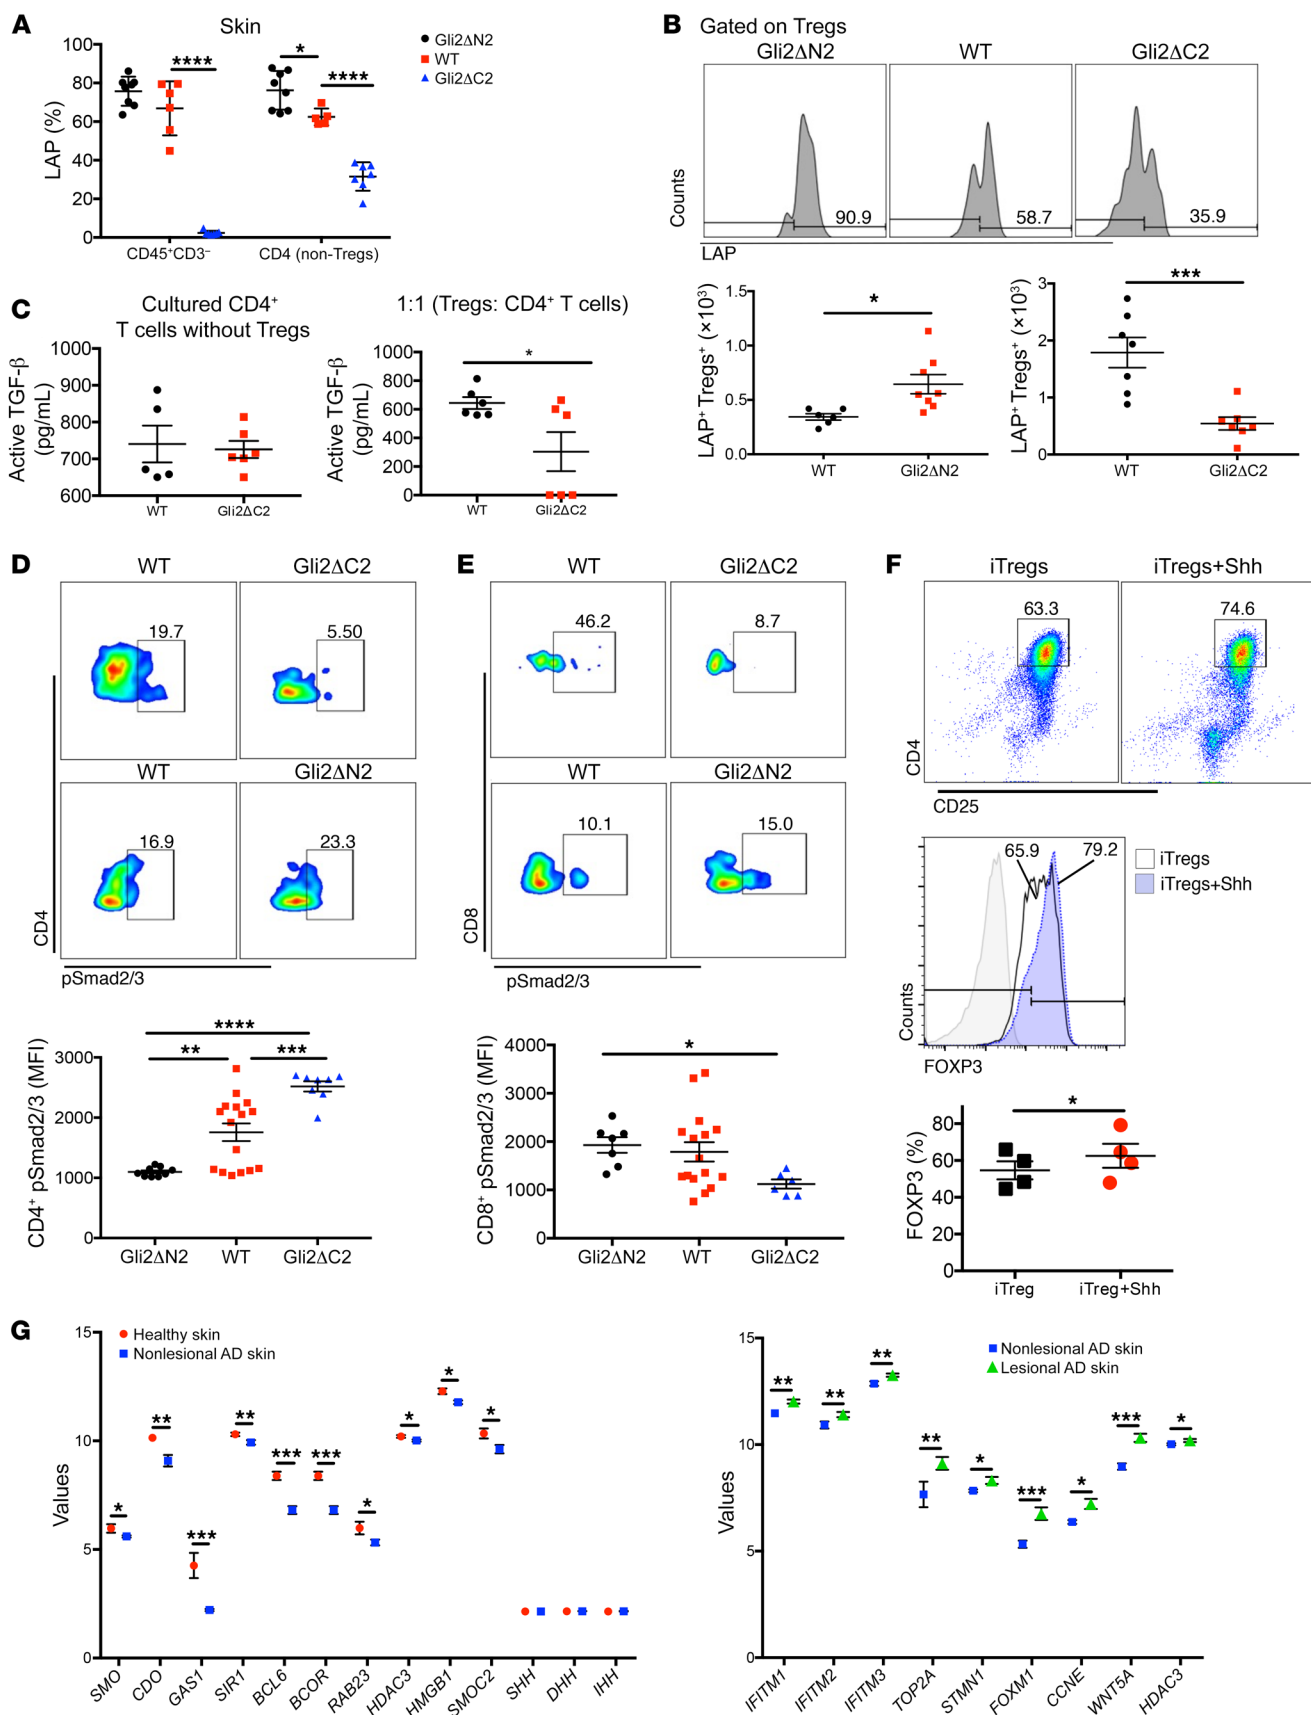 A
Skin
Gli2ΔN2
WT
Gli2ΔC2
LAP (%)
100
80
60
40
20
0
****
*
****
CD45⁺CD3⁻
CD4 (non-Tregs)
B
Gated on Tregs
Gli2ΔN2
WT
Gli2ΔC2
Counts
90.9
58.7
35.9
LAP
LAP⁺ Tregs⁺ (×10³)
1.5
1.0
0.5
0.0
*
WT
Gli2ΔN2
LAP⁺ Tregs⁺ (×10³)
3
2
1
0
***
WT
Gli2ΔC2
C
Cultured CD4⁺
T cells without Tregs
Active TGF-β
(pg/mL)
1000
900
800
700
600
WT
Gli2ΔC2
1:1 (Tregs: CD4⁺ T cells)
Active TGF-β
(pg/mL)
1000
800
600
400
200
0
*
WT
Gli2ΔC2
D
WT
Gli2ΔC2
19.7
5.50
WT
Gli2ΔN2
16.9
23.3
CD4
pSmad2/3
CD4⁺ pSmad2/3 (MFI)
3000
2000
1000
0
****
**
***
Gli2ΔN2
WT
Gli2ΔC2
E
WT
Gli2ΔC2
46.2
8.7
WT
Gli2ΔN2
10.1
15.0
CD8
pSmad2/3
CD8⁺ pSmad2/3 (MFI)
4000
3000
2000
1000
0
*
Gli2ΔN2
WT
Gli2ΔC2
F
iTregs
iTregs+Shh
63.3
74.6
CD4
CD25
65.9
79.2
iTregs
iTregs+Shh
Counts
FOXP3
FOXP3 (%)
80
60
40
20
0
*
iTreg
iTreg+Shh
G
Healthy skin
Nonlesional AD skin
Values
15
10
5
0
*
**
***
**
***
***
*
*
*
*
SMO
CDO
GAS1
SIR1
BCL6
BCOR
RAB23
HDAC3
HMGB1
SMOC2
SHH
DHH
IHH
Nonlesional AD skin
Lesional AD skin
Values
15
10
5
0
**
**
**
**
*
***
*
***
*
IFITM1
IFITM2
IFITM3
TOP2A
STMN1
FOXM1
CCNE
WNT5A
HDAC3